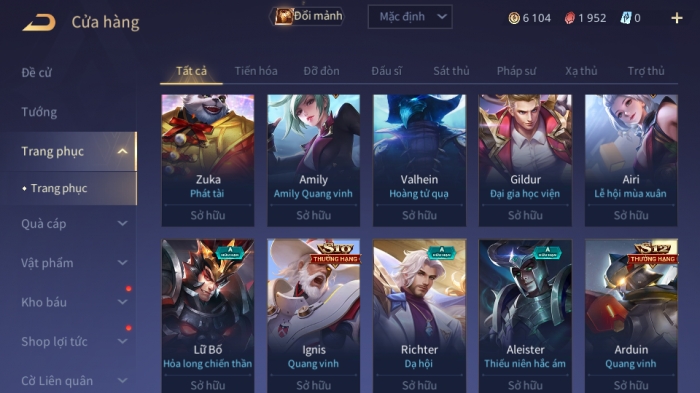 Cửa hàng
Đổi mảnh
Mặc định
6 104
1 952
0
Đề cử
Tướng
Trang phục
Trang phục
Quà cáp
Vật phẩm
Kho báu
Shop lợi tức
Cờ Liên quân
Tất cả
Tiến hóa
Đỡ đòn
Đấu sĩ
Sát thủ
Pháp sư
Xạ thủ
Trợ thủ
Zuka
Phát tài
Sở hữu
Amily
Amily Quang vinh
Sở hữu
Valhein
Hoàng tử quạ
Sở hữu
Gildur
Đại gia học viện
Sở hữu
Airi
Lễ hội mùa xuân
Sở hữu
A
Lữ Bố
Hỏa long chiến thần
Sở hữu
S10
THƯỞNG HẠNG
Ignis
Quang vinh
Sở hữu
A
Richter
Dạ hội
Sở hữu
A
Aleister
Thiếu niên hắc ám
Sở hữu
S12
THƯỞNG HẠNG
Arduin
Quang vinh
Sở hữu